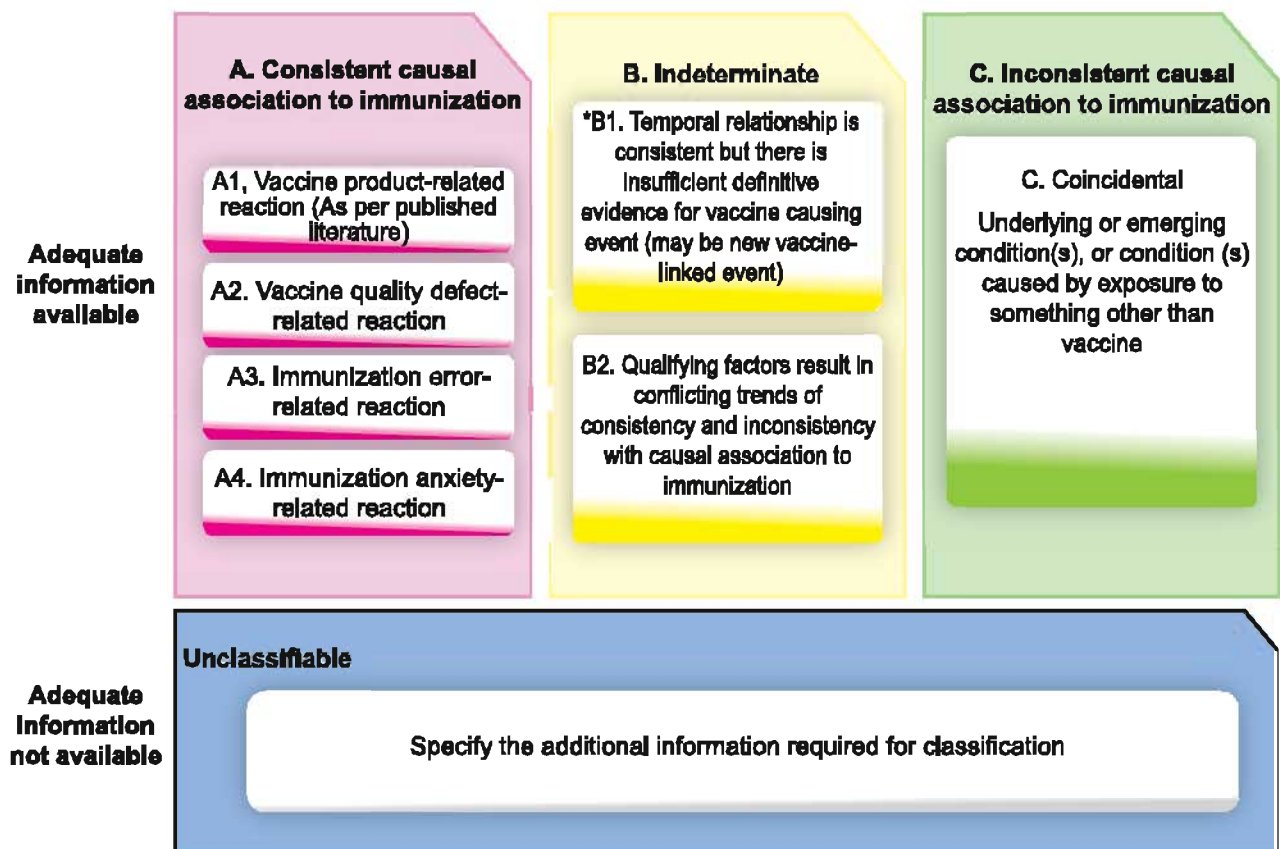 A. Consistent causal
association to immunization
A1, Vaccine product-related
reaction (As per published
literature)
A2. Vaccine quality defect-
related reaction
A3. Immunization error-
related reaction
A4. Immunization anxiety-
related reaction
B. Indeterminate
*B1. Temporal relationship is
consistent but there is
insufficient definitive
evidence for vaccine causing
event (may be new vaccine-
linked event)
B2. Qualifying factors result in
conflicting trends of
consistency and inconsistency
with causal association to
immunization
C. Inconsistent causal
association to immunization
C. Coincidental
Underlying or emerging
condition(s), or condition (s)
caused by exposure to
something other than
vaccine
Adequate
information
available
Unclassifiable
Adequate
Information
not available
Specify the additional information required for classification